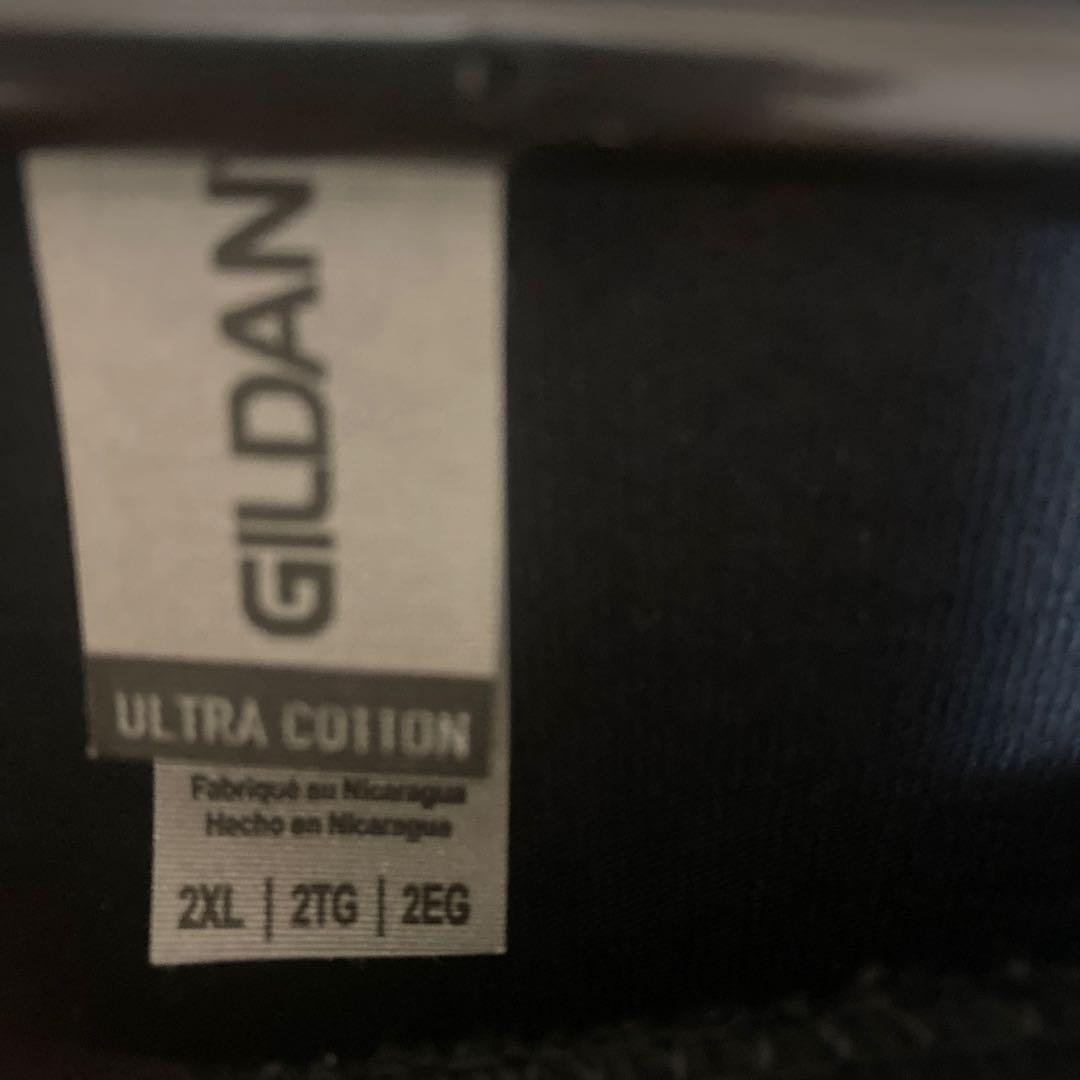 GILDAN
ULTRA COTTON
Fabriqué au Nicaragua
Hecho en Nicaragua
2XL | 2TG | 2EG